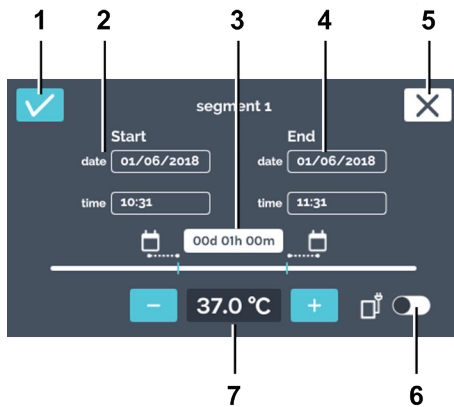 1 2 3 4 5
segment 1
Start End
date 01/06/2018 date 01/06/2018
time 10:31 time 11:31
00d 01h 00m
− 37.0 °C +
7 6